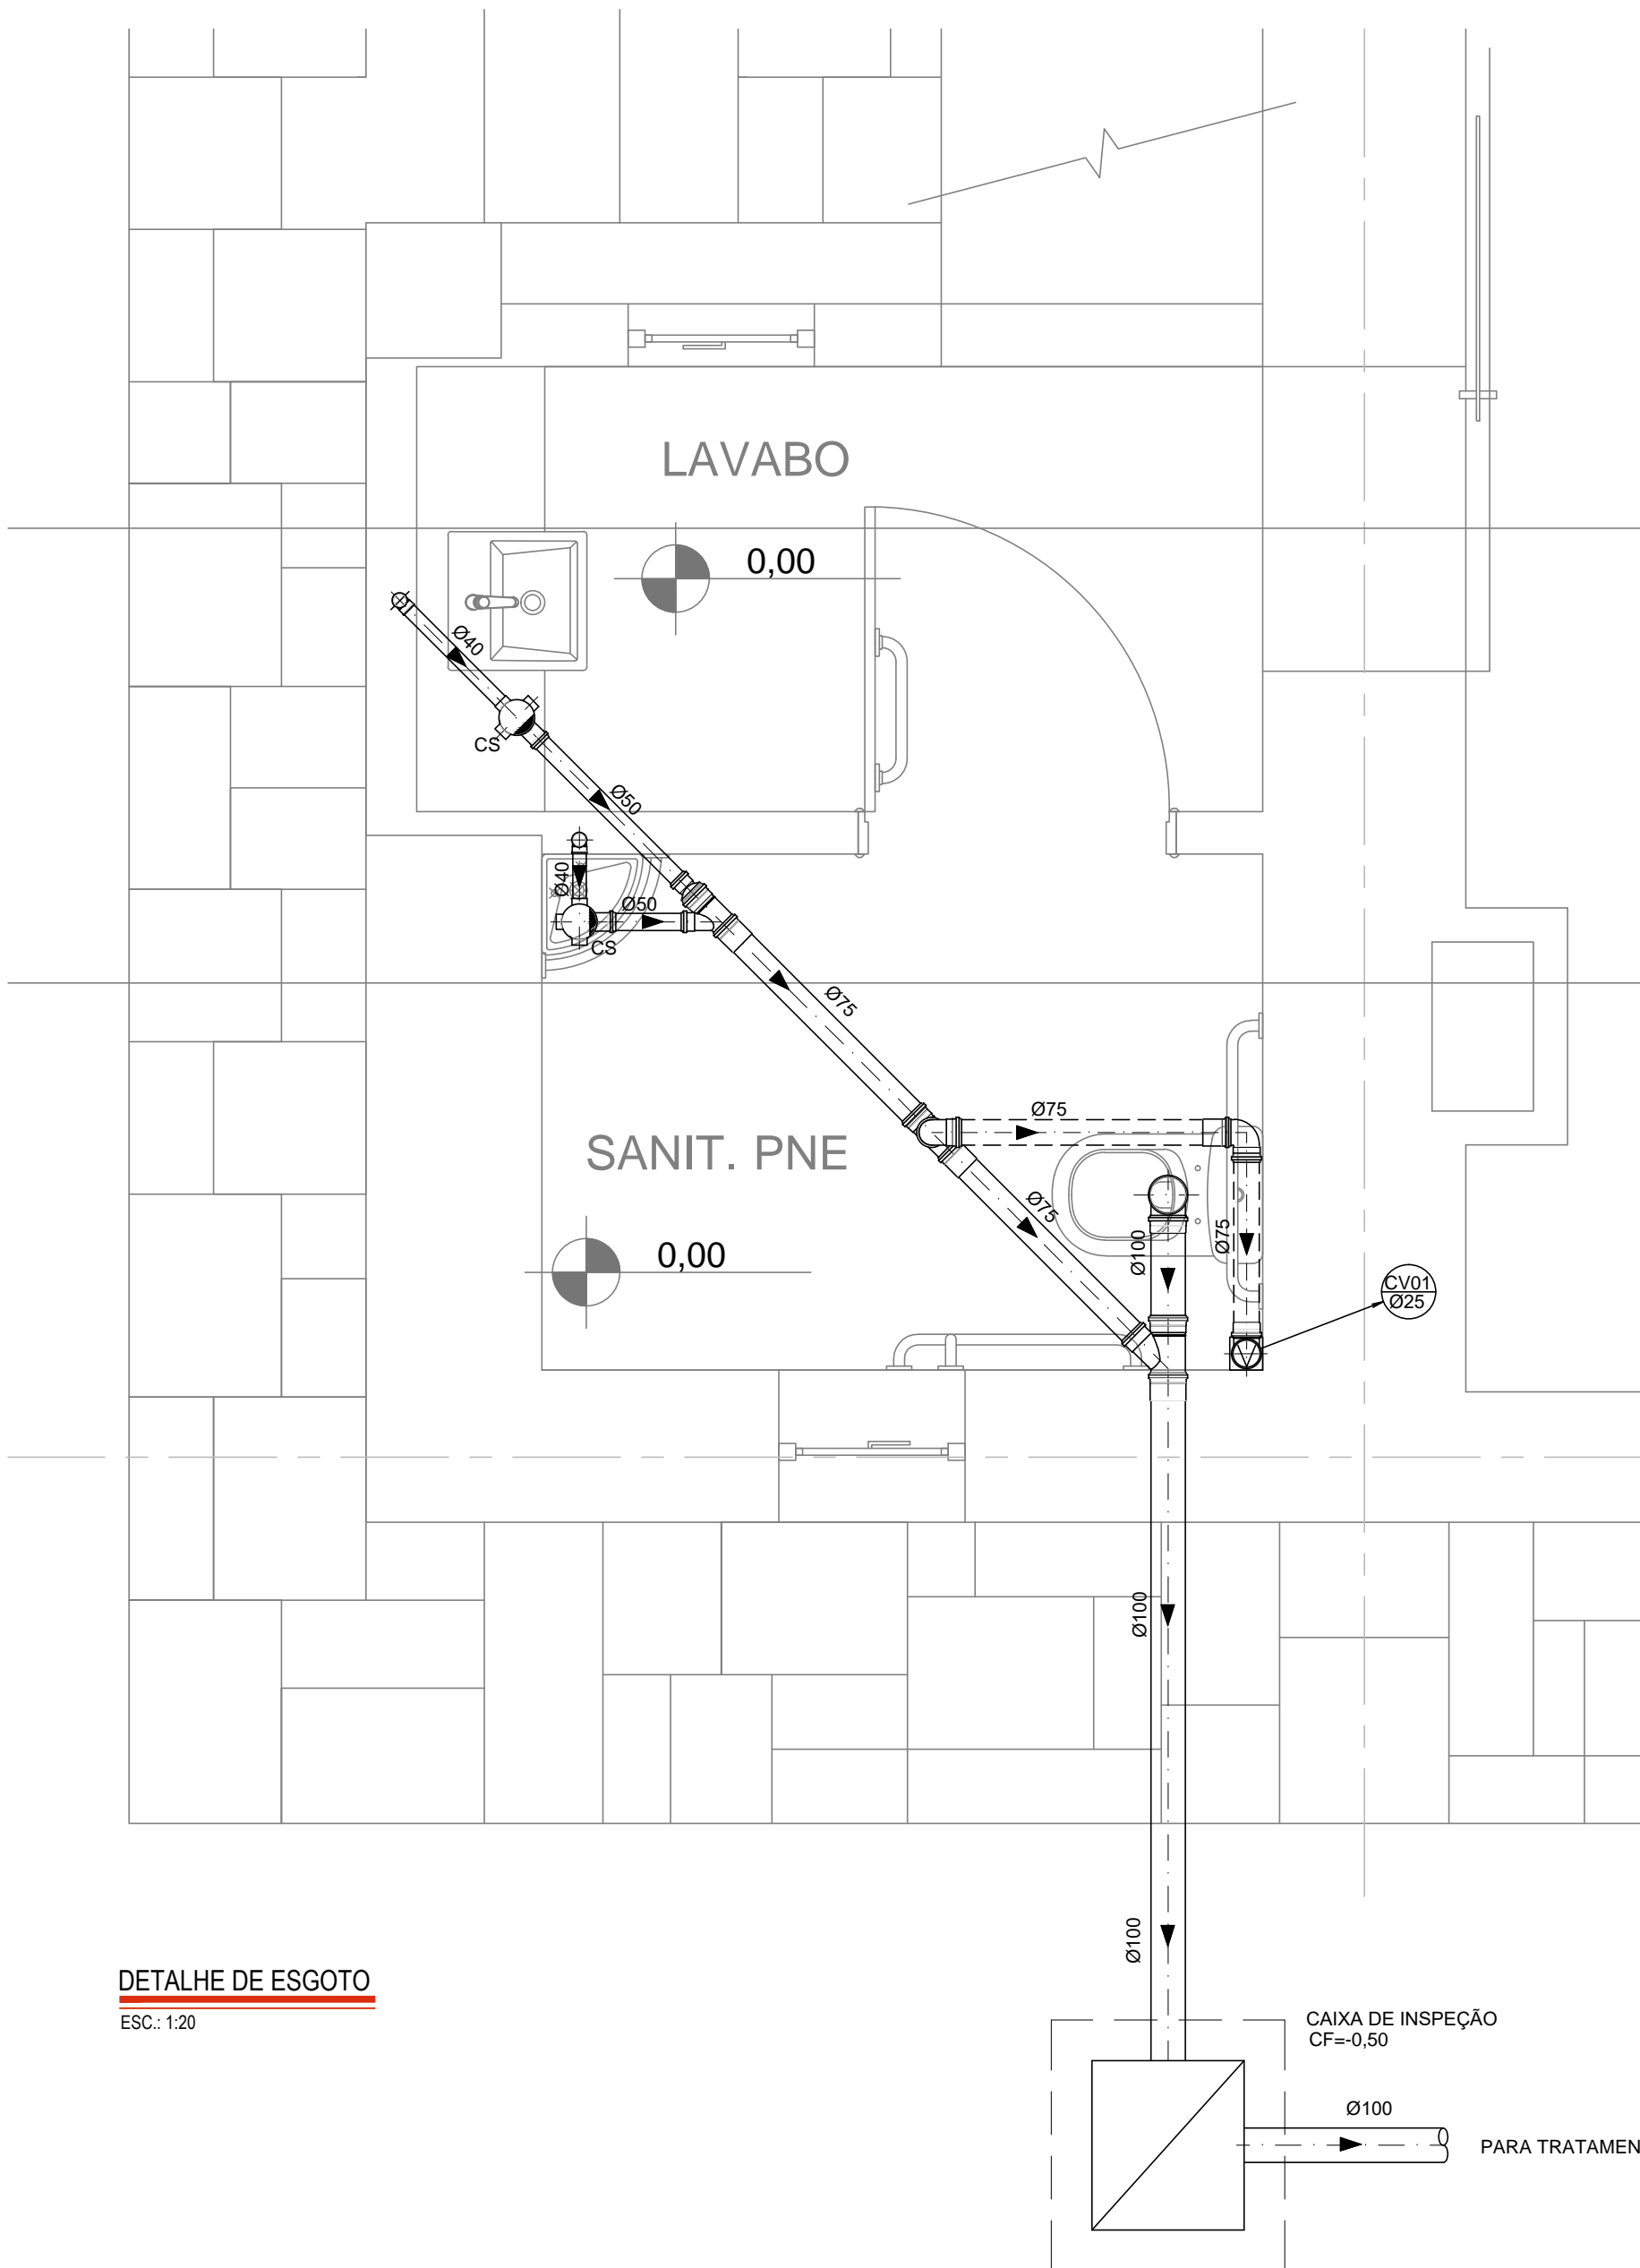 LAVABO
0,00
Ø40
CS
Ø50
Ø40
Ø50
CS
Ø75
Ø75
SANIT. PNE
Ø75
Ø100
Ø75
0,00
CV01
Ø25
Ø100
Ø100
DETALHE DE ESGOTO
ESC.: 1:20
CAIXA DE INSPEÇÃO
CF=-0,50
Ø100
PARA TRATAMEN